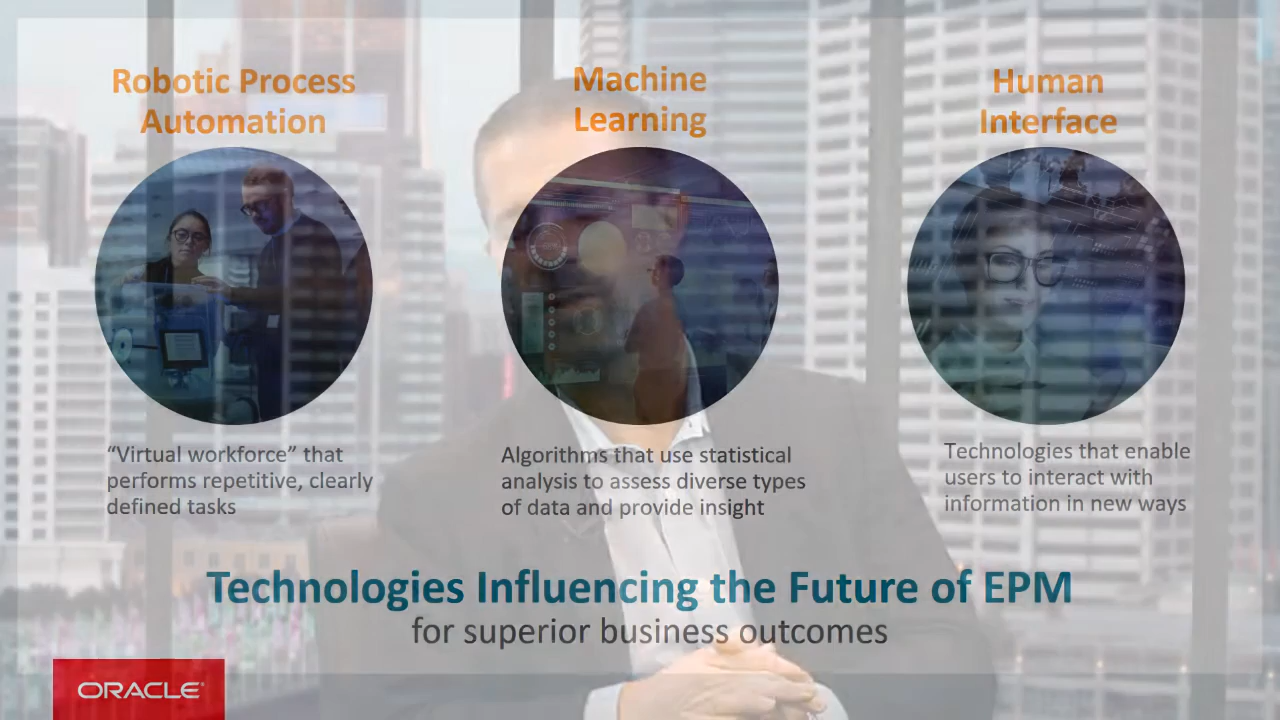 Robotic Process
Automation
Machine
Learning
Human
Interface
“Virtual workforce” that
performs repetitive, clearly
defined tasks
Algorithms that use statistical
analysis to assess diverse types
of data and provide insight
Technologies that enable
users to interact with
information in new ways
Technologies Influencing the Future of EPM
for superior business outcomes
ORACLE®